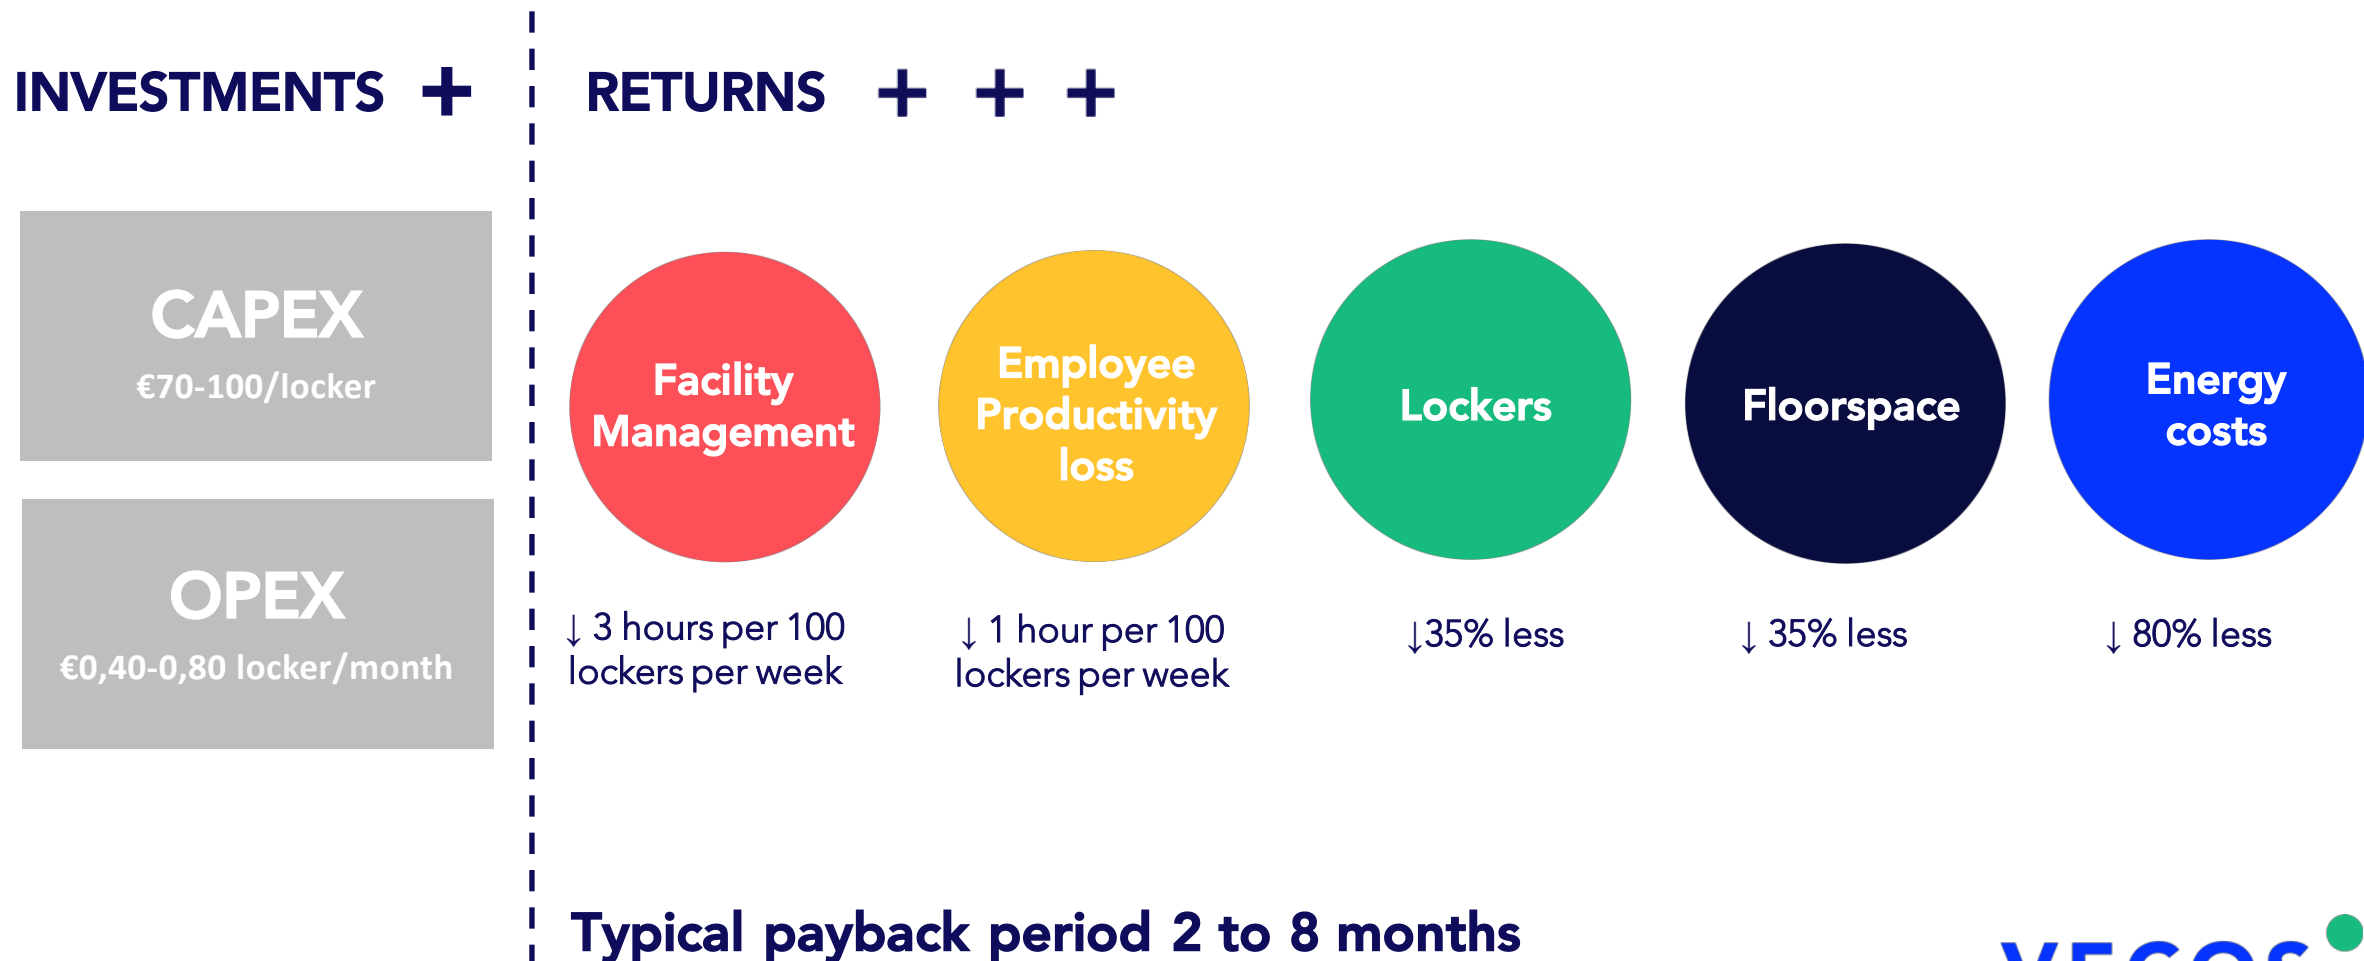 INVESTMENTS +
CAPEX
€70-100/locker
OPEX
€0,40-0,80 locker/month
RETURNS + + +
Facility
Management
↓ 3 hours per 100
lockers per week
Employee
Productivity
loss
↓ 1 hour per 100
lockers per week
Lockers
↓35% less
Floorspace
↓ 35% less
Energy
costs
↓ 80% less
Typical payback period 2 to 8 months
VECOS